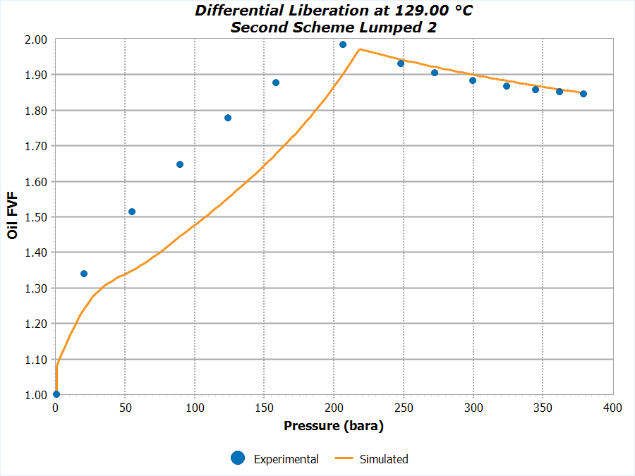 Differential Liberation at 129.00 °C
Second Scheme Lumped 2
2.00
1.90
1.80
1.70
1.60
1.50
1.40
1.30
1.20
1.10
1.00
Oil FVF
0 50 100 150 200 250 300 350 400
Pressure (bara)
Experimental Simulated